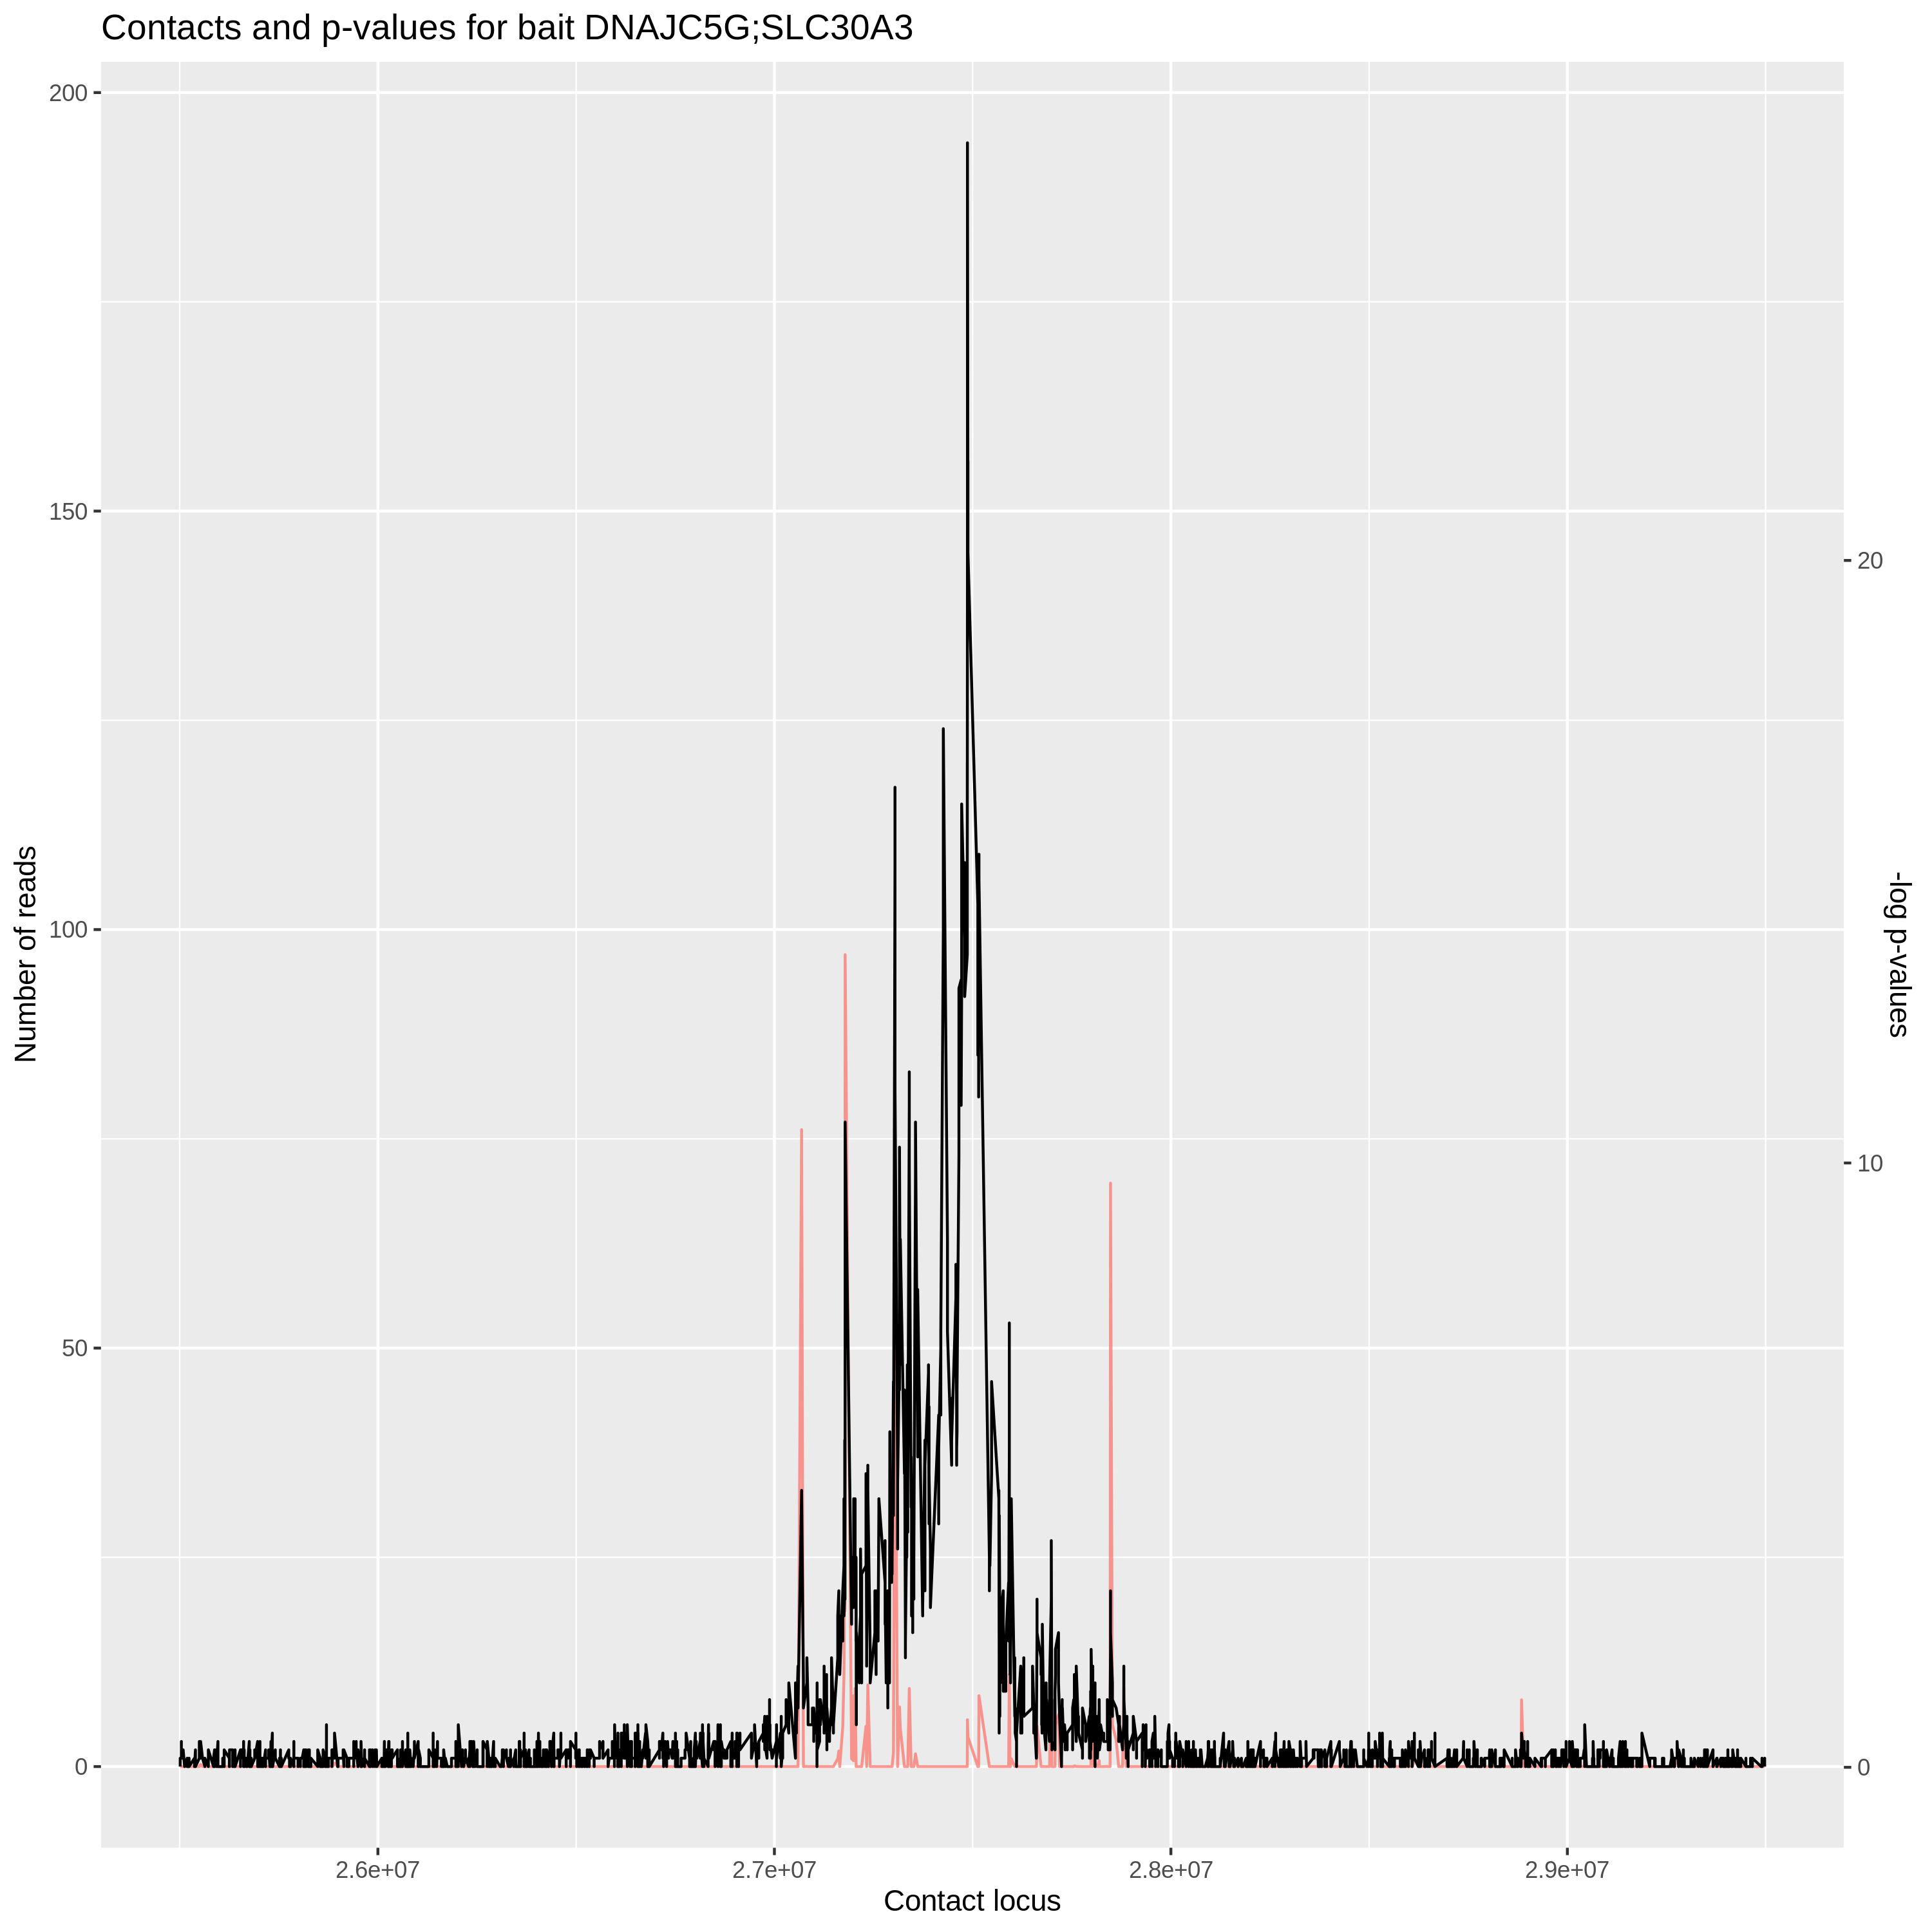 Contacts and p-values for bait DNAJC5G;SLC30A3
200
150
100
50
0
Number of reads
20
10
0
-log p-values
2.6e+07
2.7e+07
2.8e+07
2.9e+07
Contact locus